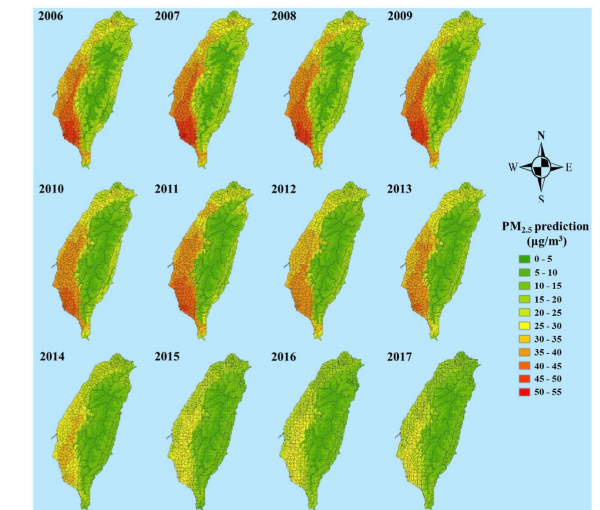 2006 2007 2008 2009
N
W E
S
2010 2011 2012 2013
PM2.5 prediction
(µg/m³)
0 - 5
5 - 10
10 - 15
15 - 20
20 - 25
25 - 30
30 - 35
35 - 40
40 - 45
45 - 50
50 - 55
2014 2015 2016 2017